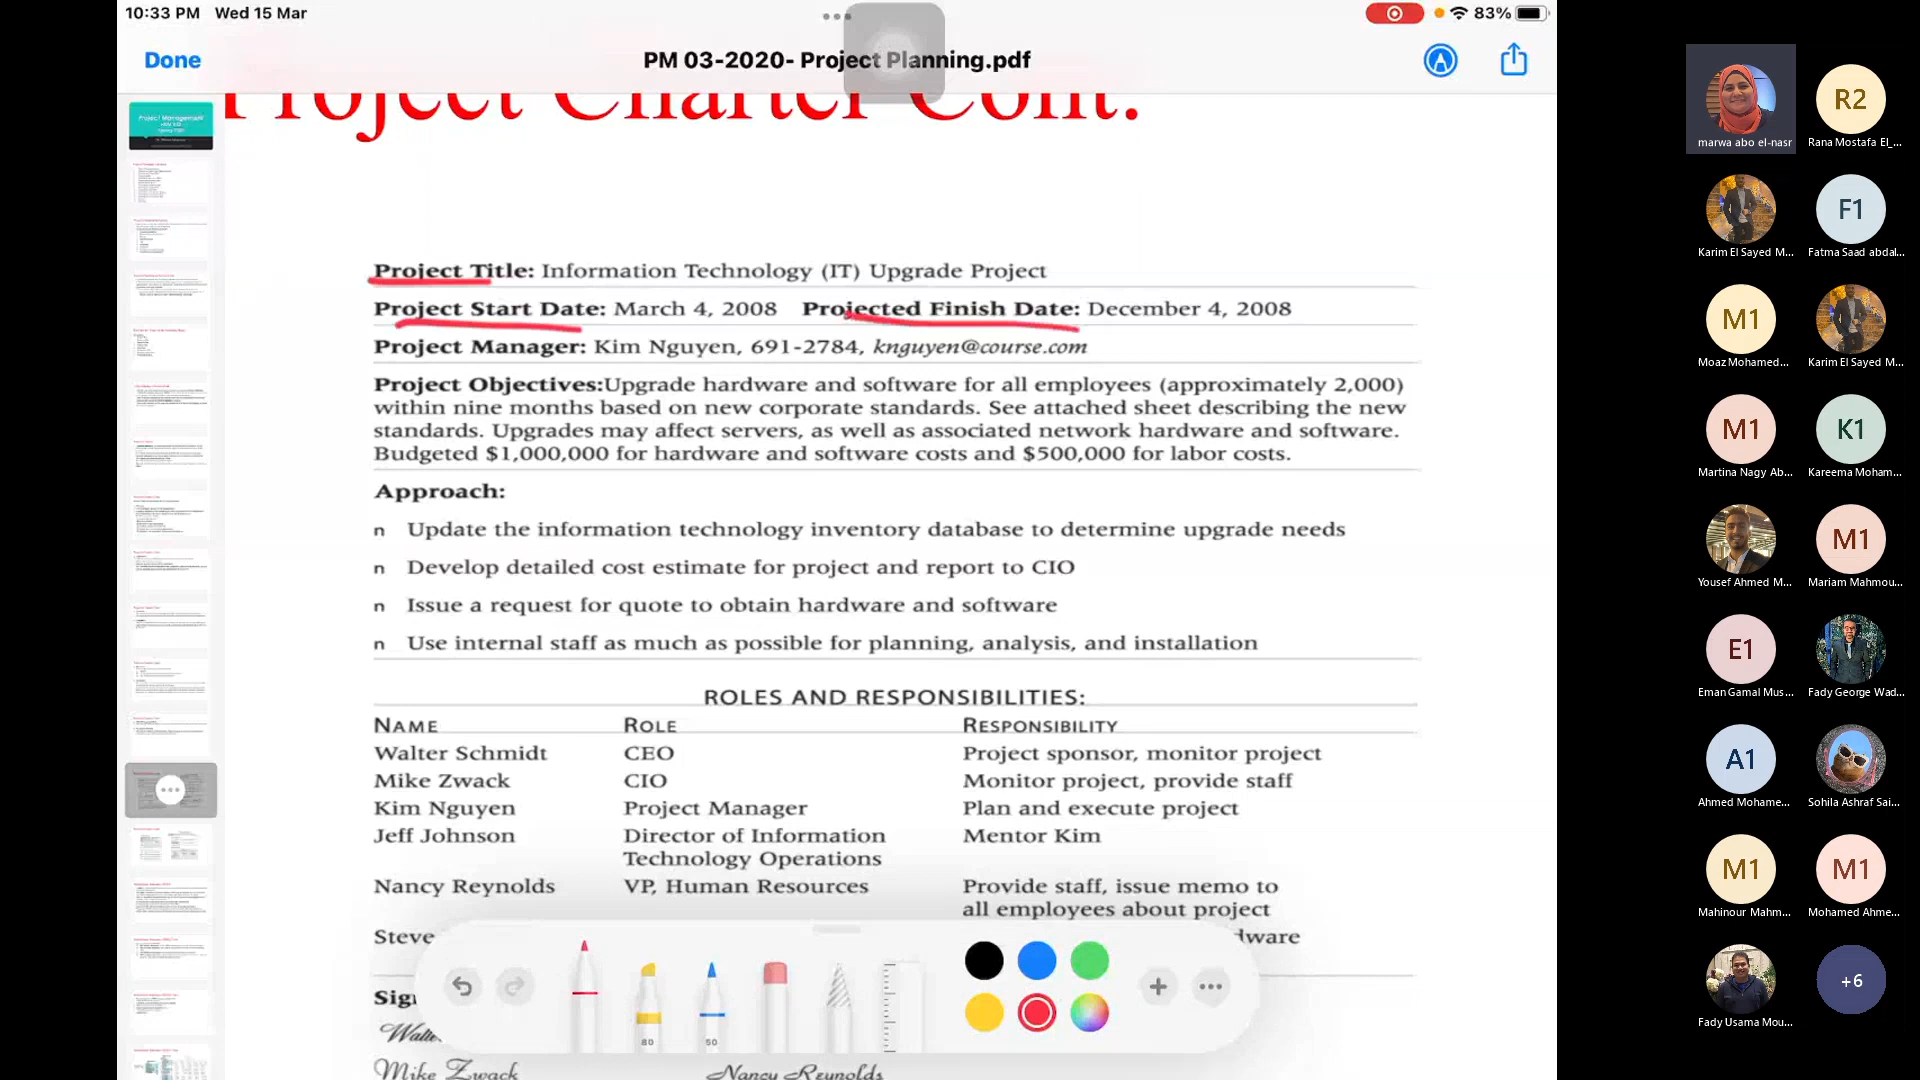 10:33 PM Wed 15 Mar
83%
Done
PM 03-2020- Project Planning.pdf
Project Charter Cont.
Project Management
Project Title: Information Technology (IT) Upgrade Project
Project Start Date: March 4, 2008 Projected Finish Date: December 4, 2008
Project Manager: Kim Nguyen, 691-2784, knguyen@course.com
Project Objectives:Upgrade hardware and software for all employees (approximately 2,000)
within nine months based on new corporate standards. See attached sheet describing the new
standards. Upgrades may affect servers, as well as associated network hardware and software.
Budgeted $1,000,000 for hardware and software costs and $500,000 for labor costs.
Approach:
n Update the information technology inventory database to determine upgrade needs
n Develop detailed cost estimate for project and report to CIO
n Issue a request for quote to obtain hardware and software
n Use internal staff as much as possible for planning, analysis, and installation
ROLES AND RESPONSIBILITIES:
NAME ROLE RESPONSIBILITY
Walter Schmidt CEO Project sponsor, monitor project
Mike Zwack CIO Monitor project, provide staff
Kim Nguyen Project Manager Plan and execute project
Jeff Johnson Director of Information Mentor Kim
Technology Operations
Nancy Reynolds VP, Human Resources Provide staff, issue memo to
all employees about project
Steve dware
Sign
Walte
Mike Zwack Nancy Reynolds
80 50
marwa abo el-nasr
R2
Rana Mostafa El_...
Karim El Sayed M...
F1
Fatma Saad abdal...
M1
Moaz Mohamed...
Karim El Sayed M...
M1
Martina Nagy Ab...
K1
Kareema Moham...
Yousef Ahmed M...
M1
Mariam Mahmou...
E1
Eman Gamal Mus...
Fady George Wad...
A1
Ahmed Mohame...
Sohila Ashraf Sai...
M1
Mahinour Mahm...
M1
Mohamed Ahme...
Fady Usama Mou...
+6